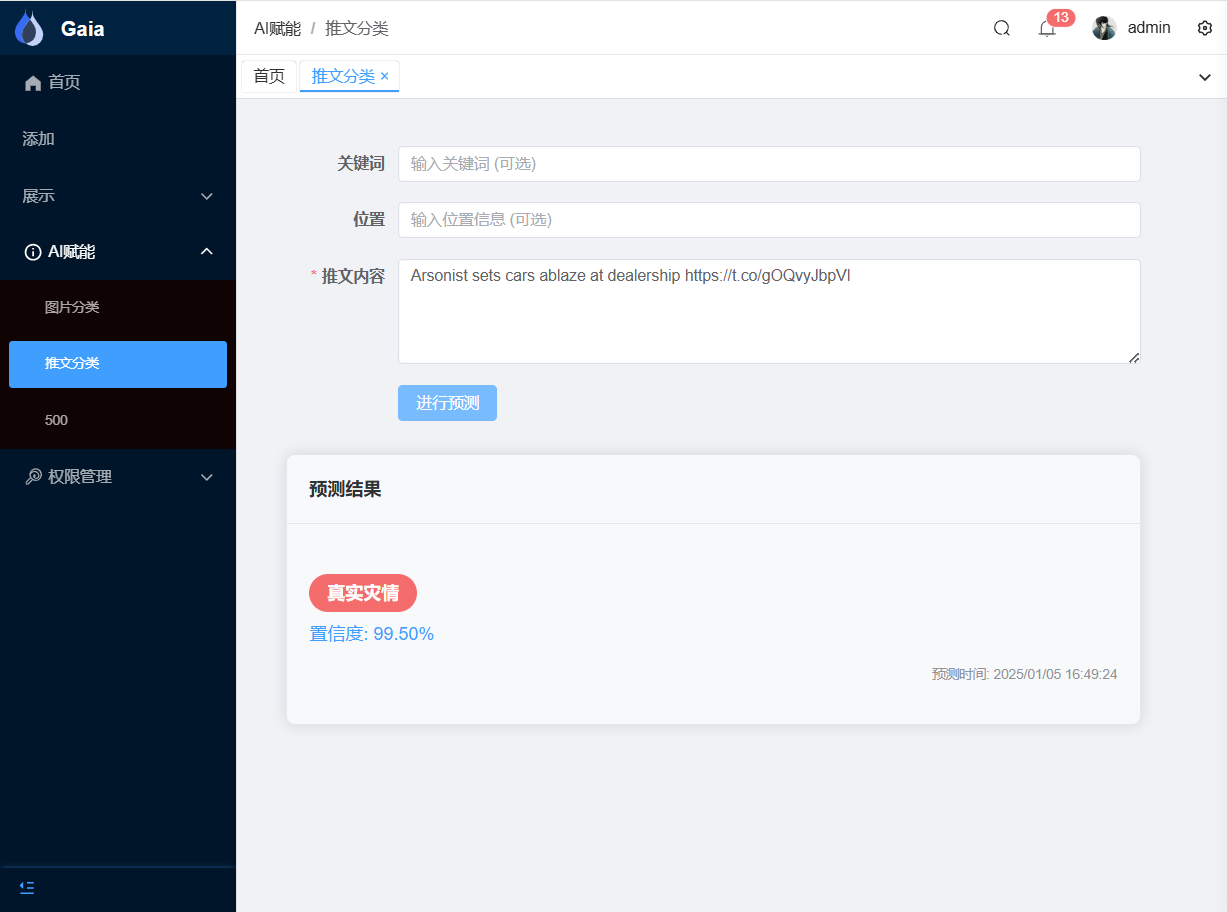 Gaia
首页
添加
展示
AI赋能
图片分类
推文分类
500
权限管理
AI赋能 / 推文分类
13
admin
首页
推文分类 ×
关键词 输入关键词 (可选)
位置 输入位置信息 (可选)
* 推文内容 Arsonist sets cars ablaze at dealership https://t.co/gOQvyJbpVI
进行预测
预测结果
真实灾情
置信度: 99.50%
预测时间: 2025/01/05 16:49:24